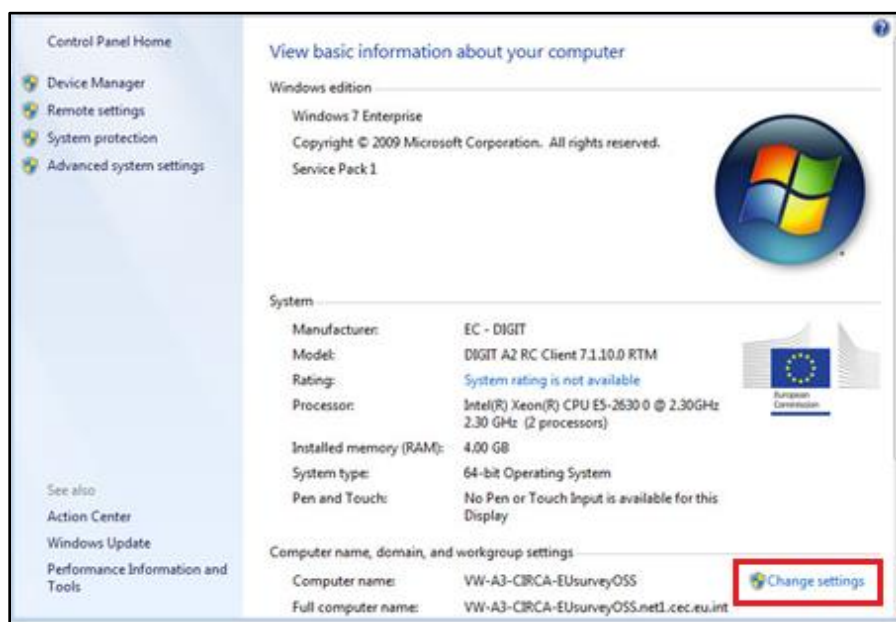 Control Panel Home
Device Manager
Remote settings
System protection
Advanced system settings
See also
Action Center
Windows Update
Performance Information and
Tools
View basic information about your computer
Windows edition
Windows 7 Enterprise
Copyright © 2009 Microsoft Corporation. All rights reserved.
Service Pack 1
System
Manufacturer: EC - DIGIT
Model: DIGIT A2 RC Client 7.1.10.0 RTM
Rating: System rating is not available
Processor: Intel(R) Xeon(R) CPU E5-2630 0 @ 2.30GHz
2.30 GHz (2 processors)
Installed memory (RAM): 4.00 GB
System type: 64-bit Operating System
Pen and Touch: No Pen or Touch Input is available for this
Display
European
Commission
Computer name, domain, and workgroup settings
Computer name: VW-A3-CIRCA-EUsurveyOSS
Change settings
Full computer name: VW-A3-CIRCA-EUsurveyOSS.net1.cec.eu.int